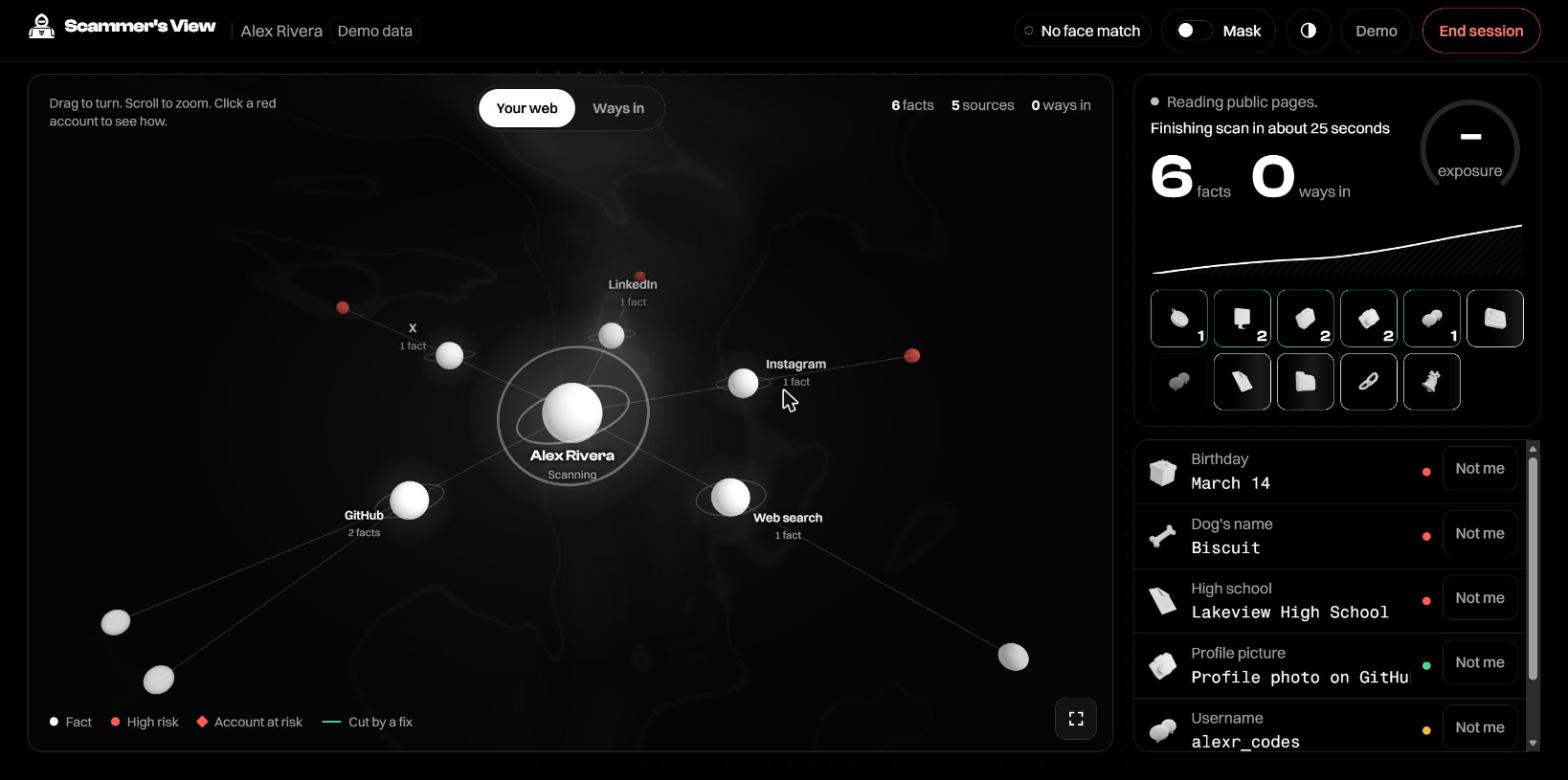 Scammer's View
Alex Rivera
Demo data
No face match
Mask
Demo
End session
Drag to turn. Scroll to zoom. Click a red
account to see how.
Your web
Ways in
6 facts
5 sources
0 ways in
LinkedIn
1 fact
X
1 fact
Instagram
1 fact
Alex Rivera
Scanning
GitHub
2 facts
Web search
1 fact
Fact
High risk
Account at risk
Cut by a fix
Reading public pages.
Finishing scan in about 25 seconds
6 facts
0 ways in
–
exposure
1
2
2
2
1
Birthday
March 14
Not me
Dog's name
Biscuit
Not me
High school
Lakeview High School
Not me
Profile picture
Profile photo on GitHu
Not me
Username
alexr_codes
Not me